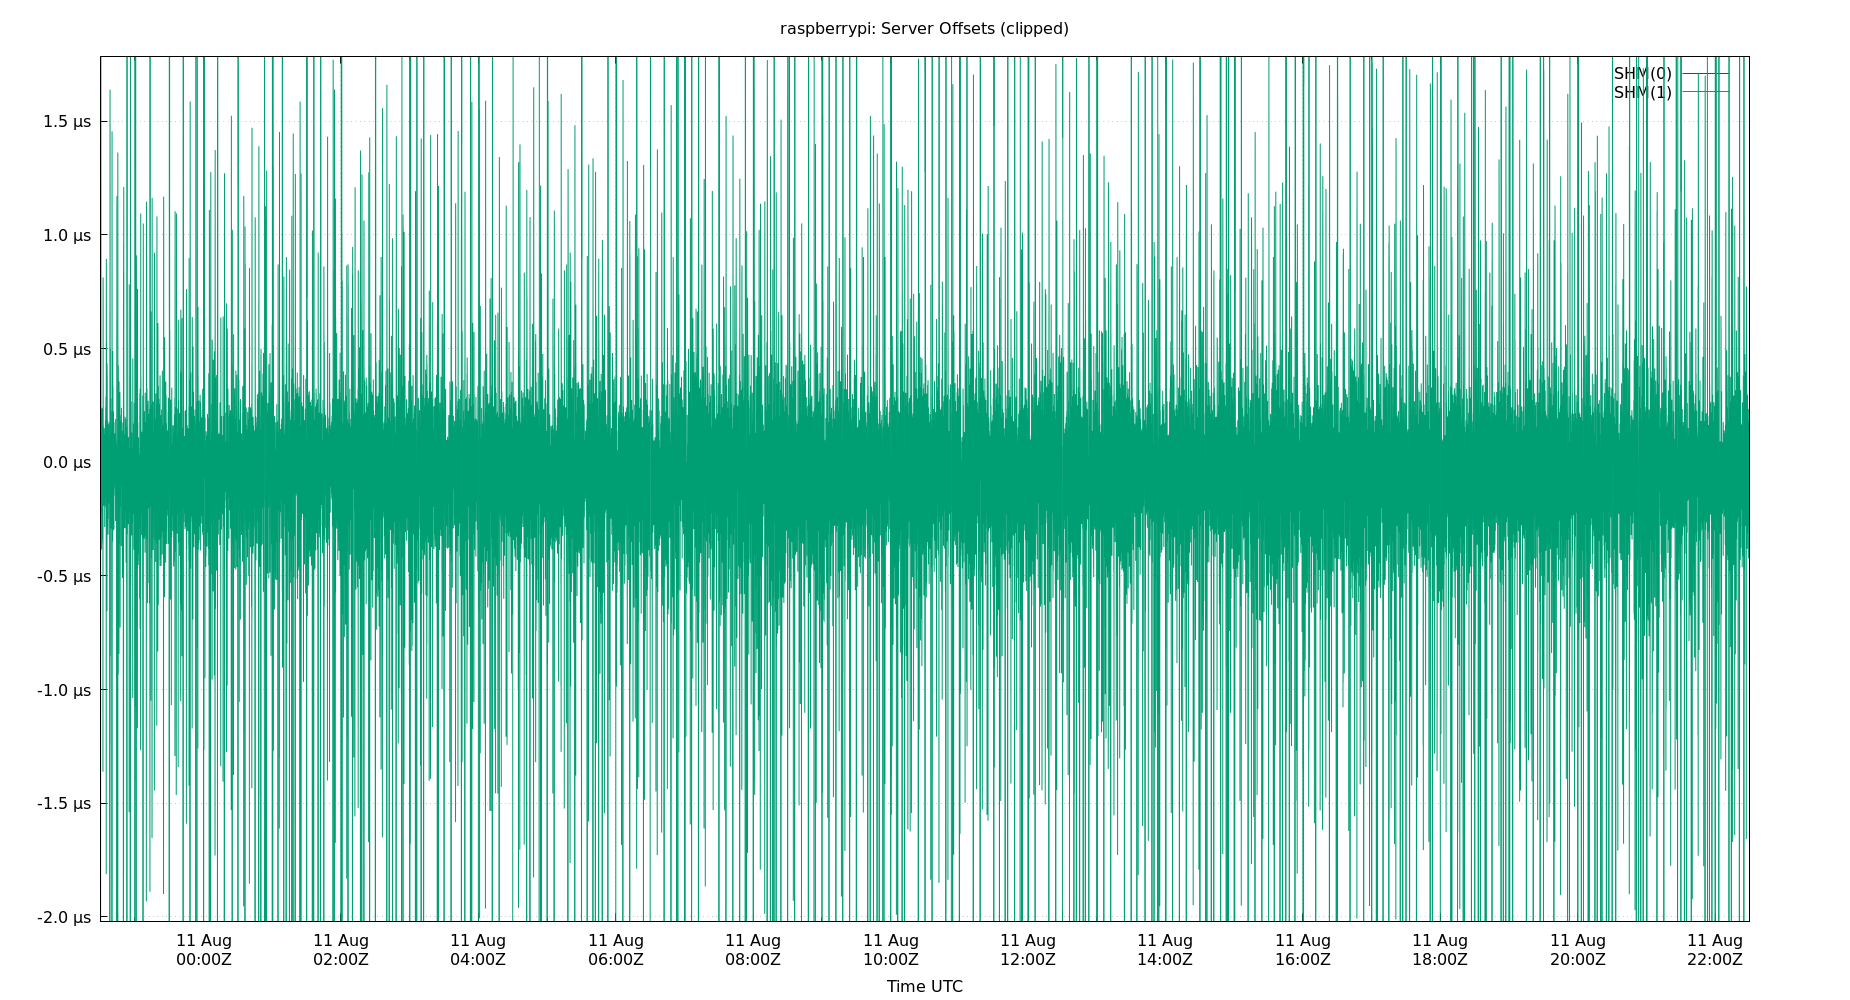 raspberrypi: Server Offsets (clipped)
SHM(0)
SHM(1)
1.5 µs
1.0 µs
0.5 µs
0.0 µs
-0.5 µs
-1.0 µs
-1.5 µs
-2.0 µs
11 Aug 11 Aug 11 Aug 11 Aug 11 Aug 11 Aug 11 Aug 11 Aug 11 Aug 11 Aug 11 Aug 11 Aug
00:00Z 02:00Z 04:00Z 06:00Z 08:00Z 10:00Z 12:00Z 14:00Z 16:00Z 18:00Z 20:00Z 22:00Z
Time UTC